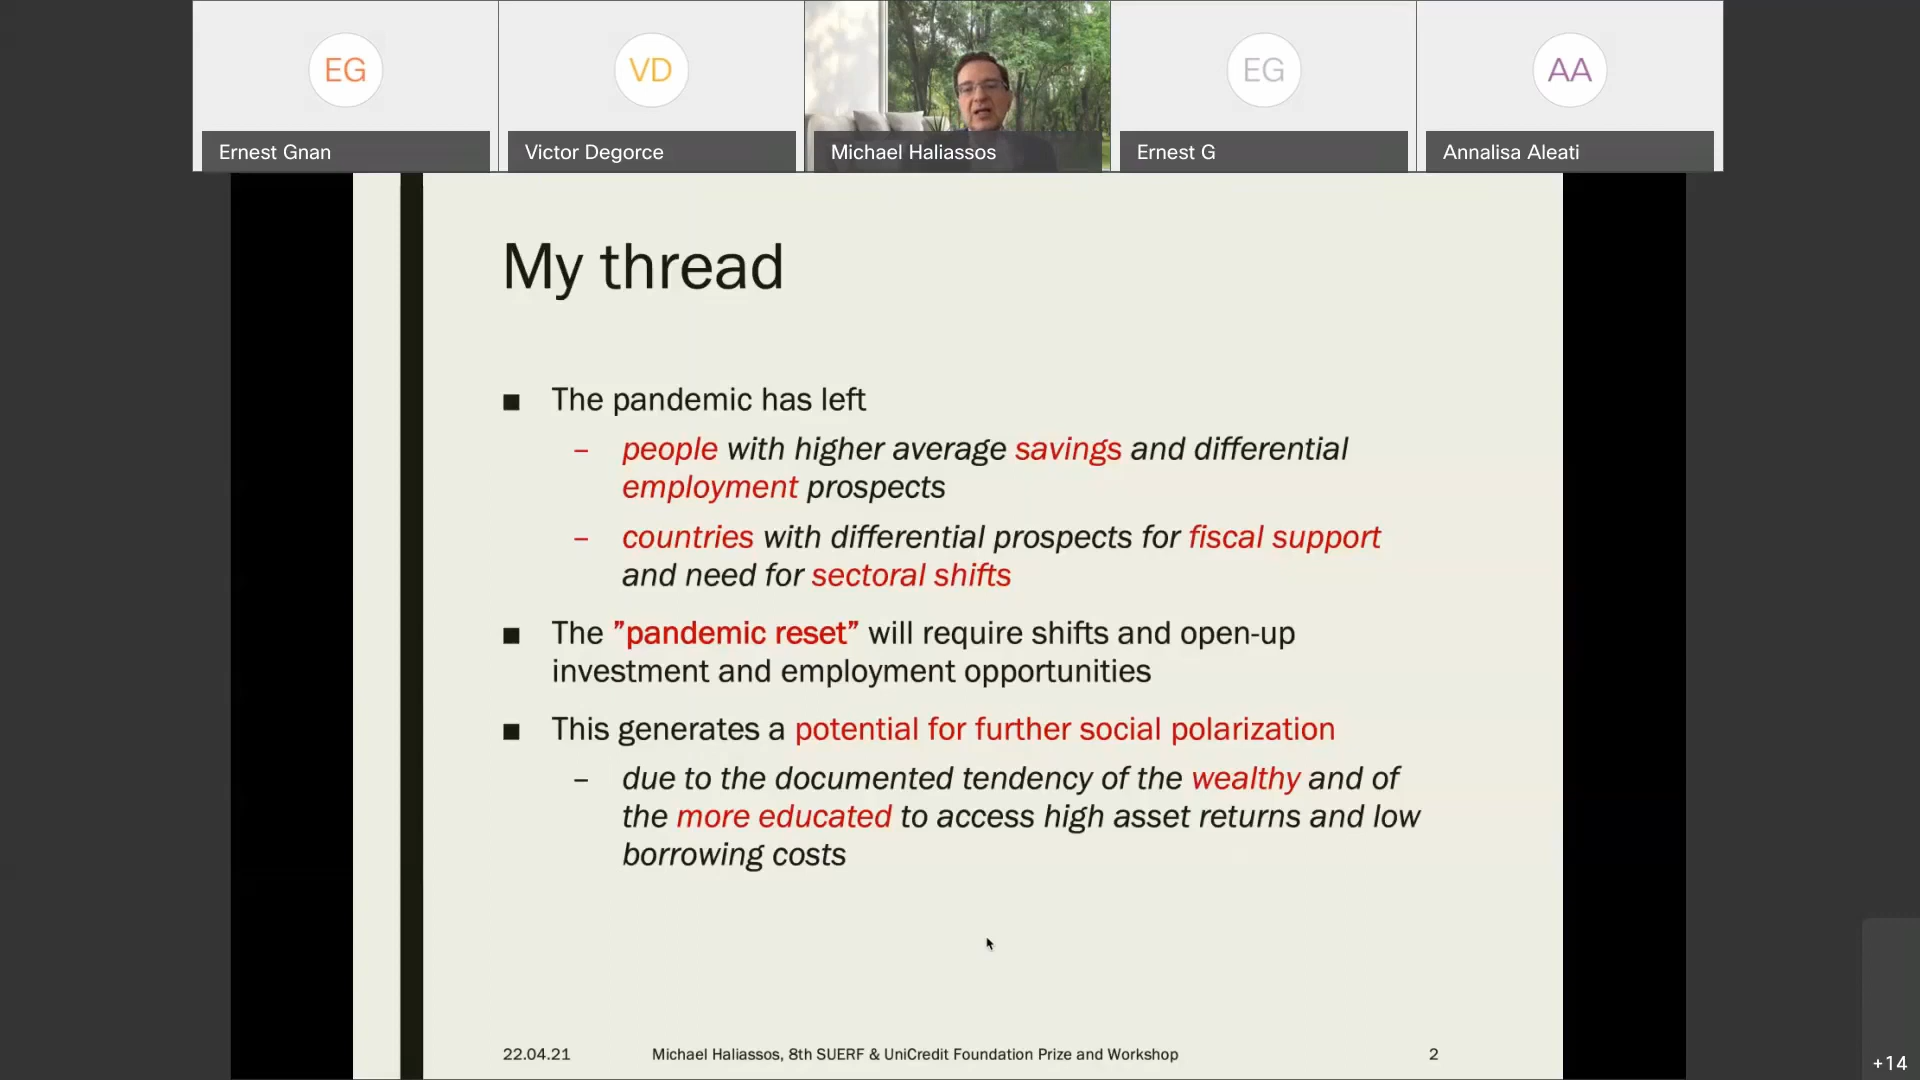 EG
VD
EG
AA
Ernest Gnan
Victor Degorce
Michael Haliassos
Ernest G
Annalisa Aleati
My thread
■ The pandemic has left
– people with higher average savings and differential
employment prospects
– countries with differential prospects for fiscal support
and need for sectoral shifts
■ The ”pandemic reset” will require shifts and open-up
investment and employment opportunities
■ This generates a potential for further social polarization
– due to the documented tendency of the wealthy and of
the more educated to access high asset returns and low
borrowing costs
22.04.21
Michael Haliassos, 8th SUERF & UniCredit Foundation Prize and Workshop
2
+14